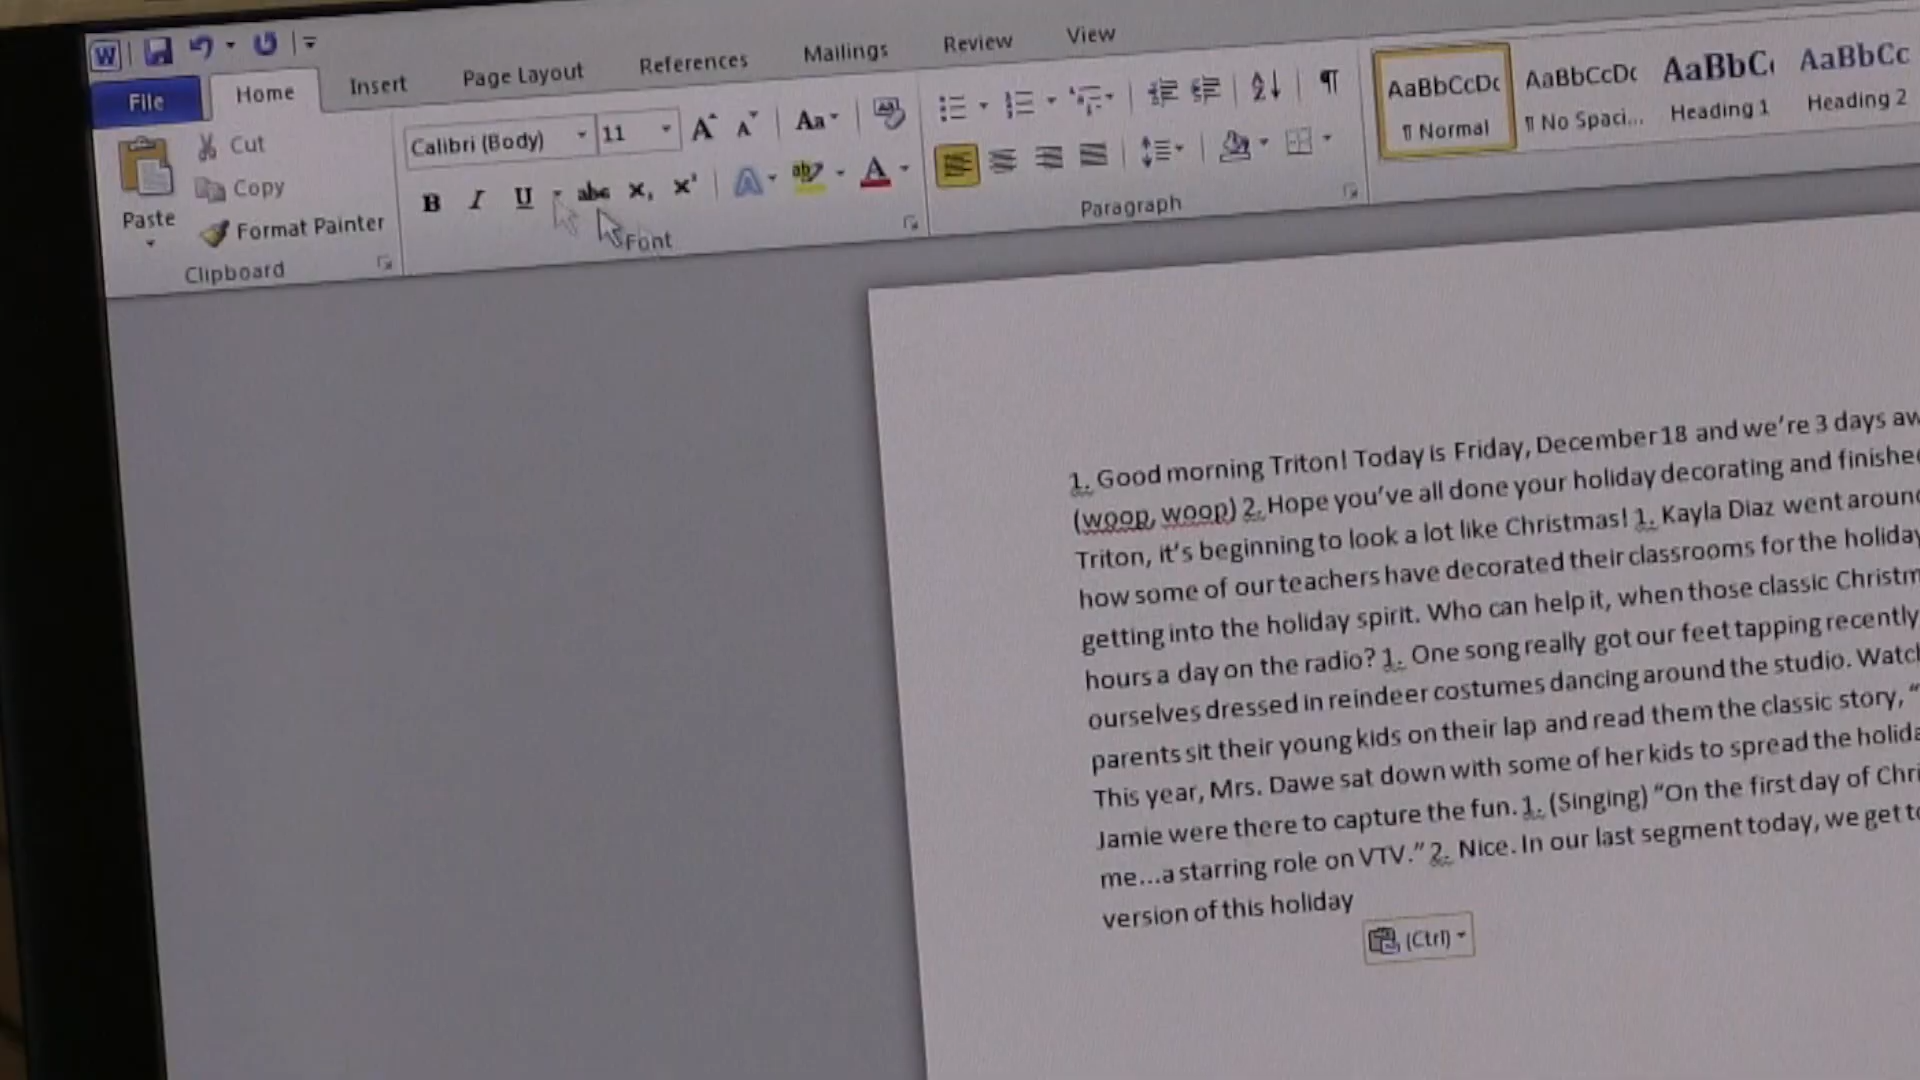 W
File Home Insert Page Layout References Mailings Review View
Cut
Copy
Format Painter
Paste
Clipboard
Calibri (Body) 11 A A Aa
B I U abc x, x' A ab A
Font
Paragraph
AaBbCcDc AaBbCcDc AaBbC AaBbCc
¶ Normal ¶ No Spaci... Heading 1 Heading 2
1. Good morning Triton! Today is Friday, December 18 and we're 3 days
(woop, woop) 2. Hope you've all done your holiday decorating and
Triton, it's beginning to look a lot like Christmas! 1. Kayla Diaz went around
how some of our teachers have decorated their classrooms for the
getting into the holiday spirit. Who can help it, when those classic
hours a day on the radio? 1. One song really got our feet tapping recently
ourselves dressed in reindeer costumes dancing around the studio.
parents sit their young kids on their lap and read them the classic story, “
This year, Mrs. Dawe sat down with some of her kids to spread the
Jamie were there to capture the fun. 1. (Singing) “On the first day of
me...a starring role on VTV.” 2. Nice. In our last segment today, we get
version of this holiday
(Ctrl)